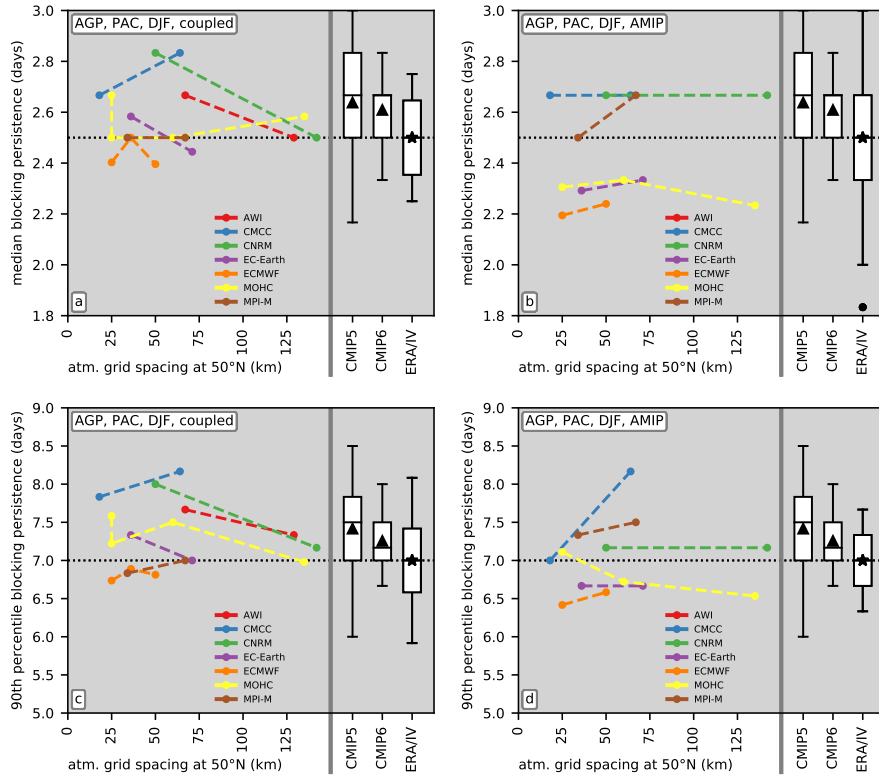 AGP, PAC, DJF, coupled
median blocking persistence (days)
3.0
2.8
2.6
2.4
2.2
2.0
1.8
AWI
CMCC
CNRM
EC-Earth
ECMWF
MOHC
MPI-M
a
0
25
50
75
100
125
atm. grid spacing at 50°N (km)
CMIP5
CMIP6
ERA/IV
AGP, PAC, DJF, AMIP
median blocking persistence (days)
3.0
2.8
2.6
2.4
2.2
2.0
1.8
AWI
CMCC
CNRM
EC-Earth
ECMWF
MOHC
MPI-M
b
0
25
50
75
100
125
atm. grid spacing at 50°N (km)
CMIP5
CMIP6
ERA/IV
AGP, PAC, DJF, coupled
90th percentile blocking persistence (days)
9.0
8.5
8.0
7.5
7.0
6.5
6.0
5.5
5.0
AWI
CMCC
CNRM
EC-Earth
ECMWF
MOHC
MPI-M
c
0
25
50
75
100
125
atm. grid spacing at 50°N (km)
CMIP5
CMIP6
ERA/IV
AGP, PAC, DJF, AMIP
90th percentile blocking persistence (days)
9.0
8.5
8.0
7.5
7.0
6.5
6.0
5.5
5.0
AWI
CMCC
CNRM
EC-Earth
ECMWF
MOHC
MPI-M
d
0
25
50
75
100
125
atm. grid spacing at 50°N (km)
CMIP5
CMIP6
ERA/IV